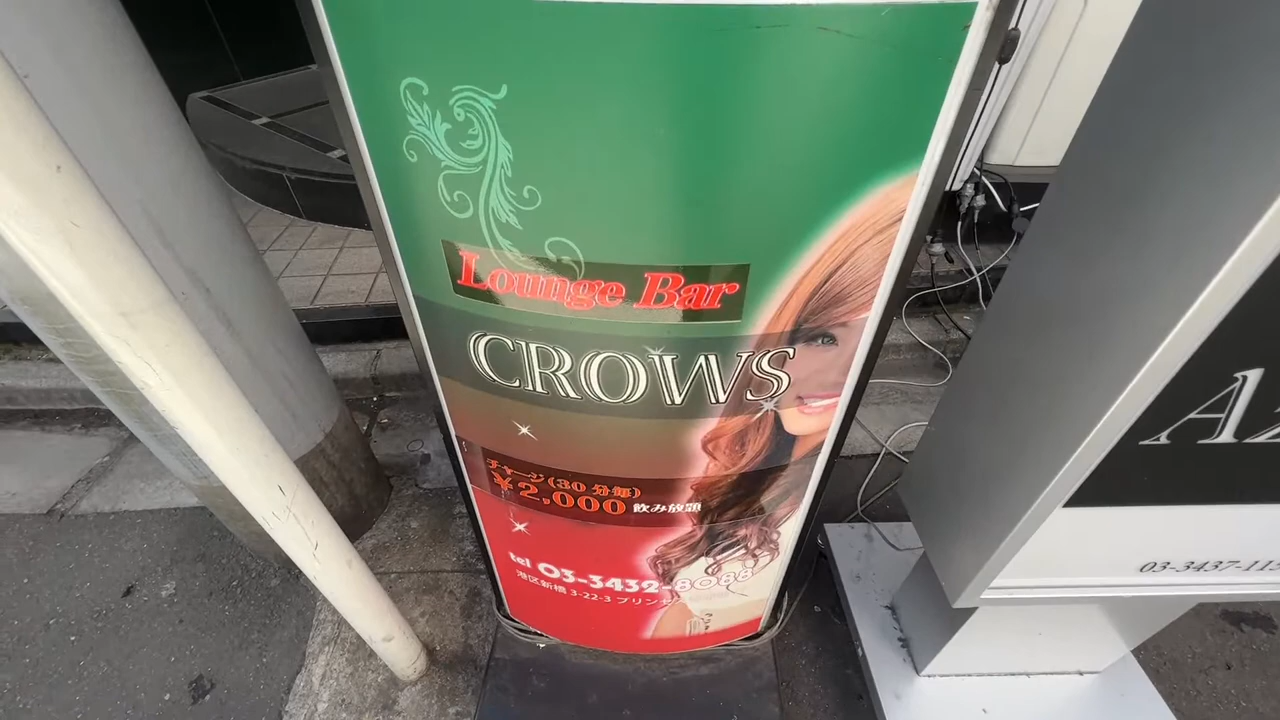 Lounge Bar
CROWS
チャージ(30分毎)
¥2,000 飲み放題
tel 03-3432-8088
港区新橋 3-22-3
03-3437-11